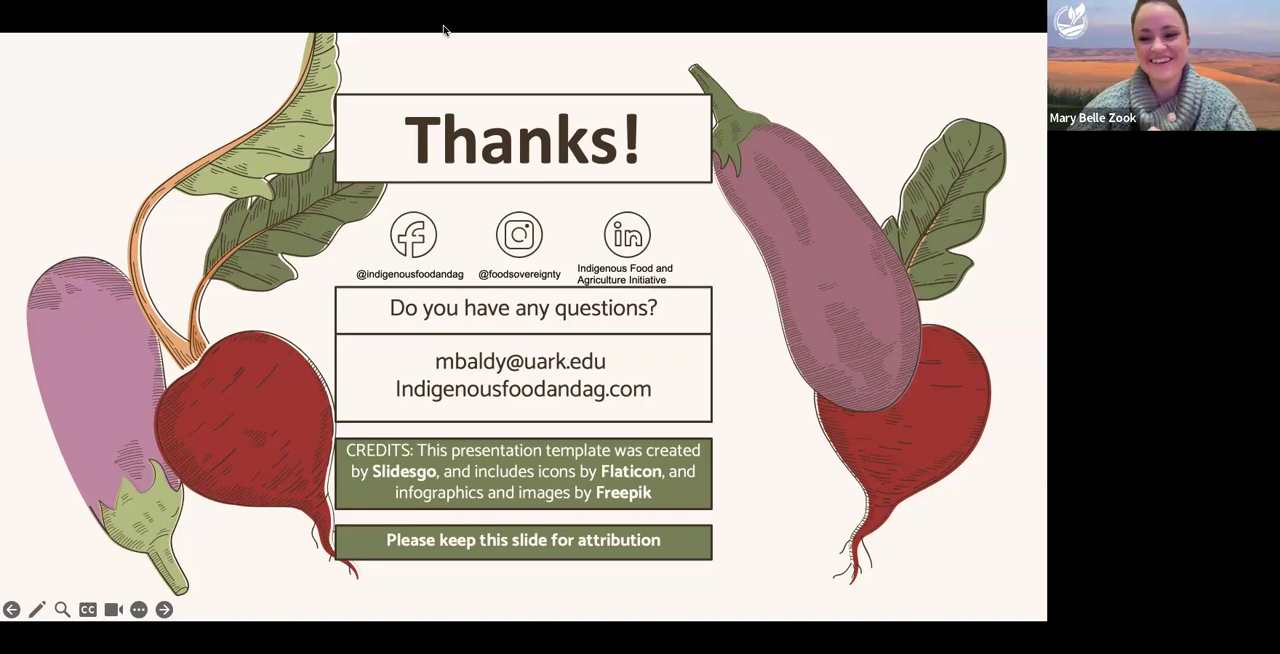 Thanks!
@indigenousfoodandag
@foodsovereignty
Indigenous Food and
Agriculture Initiative
Do you have any questions?
mbaldy@uark.edu
Indigenousfoodandag.com
CREDITS: This presentation template was created
by Slidesgo, and includes icons by Flaticon, and
infographics and images by Freepik
Please keep this slide for attribution
CC
Mary Belle Zook